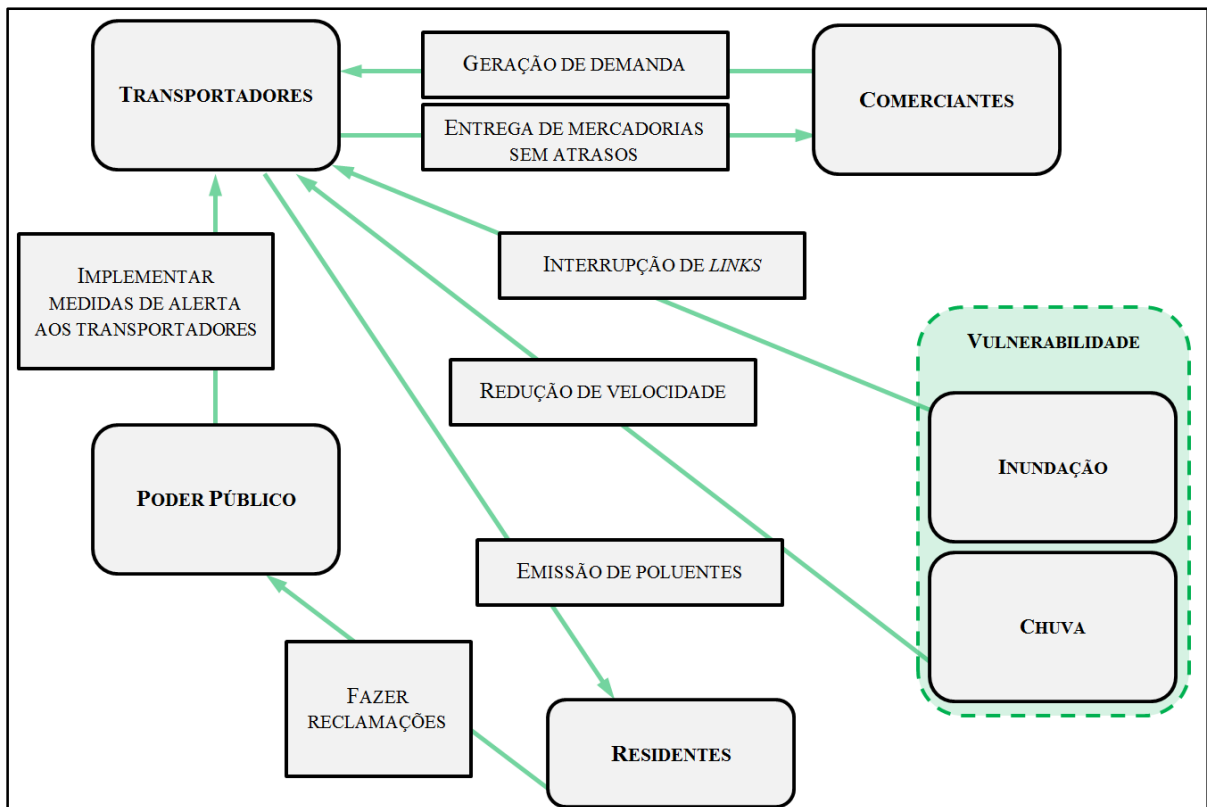 GERAÇÃO DE DEMANDA
TRANSPORTADORES
COMERCIANTES
ENTREGA DE MERCADORIAS
SEM ATRASOS
INTERRUPÇÃO DE LINKS
IMPLEMENTAR
MEDIDAS DE ALERTA
AOS TRANSPORTADORES
VULNERABILIDADE
REDUÇÃO DE VELOCIDADE
INUNDAÇÃO
PODER PÚBLICO
EMISSÃO DE POLUENTES
CHUVA
FAZER
RECLAMAÇÕES
RESIDENTES